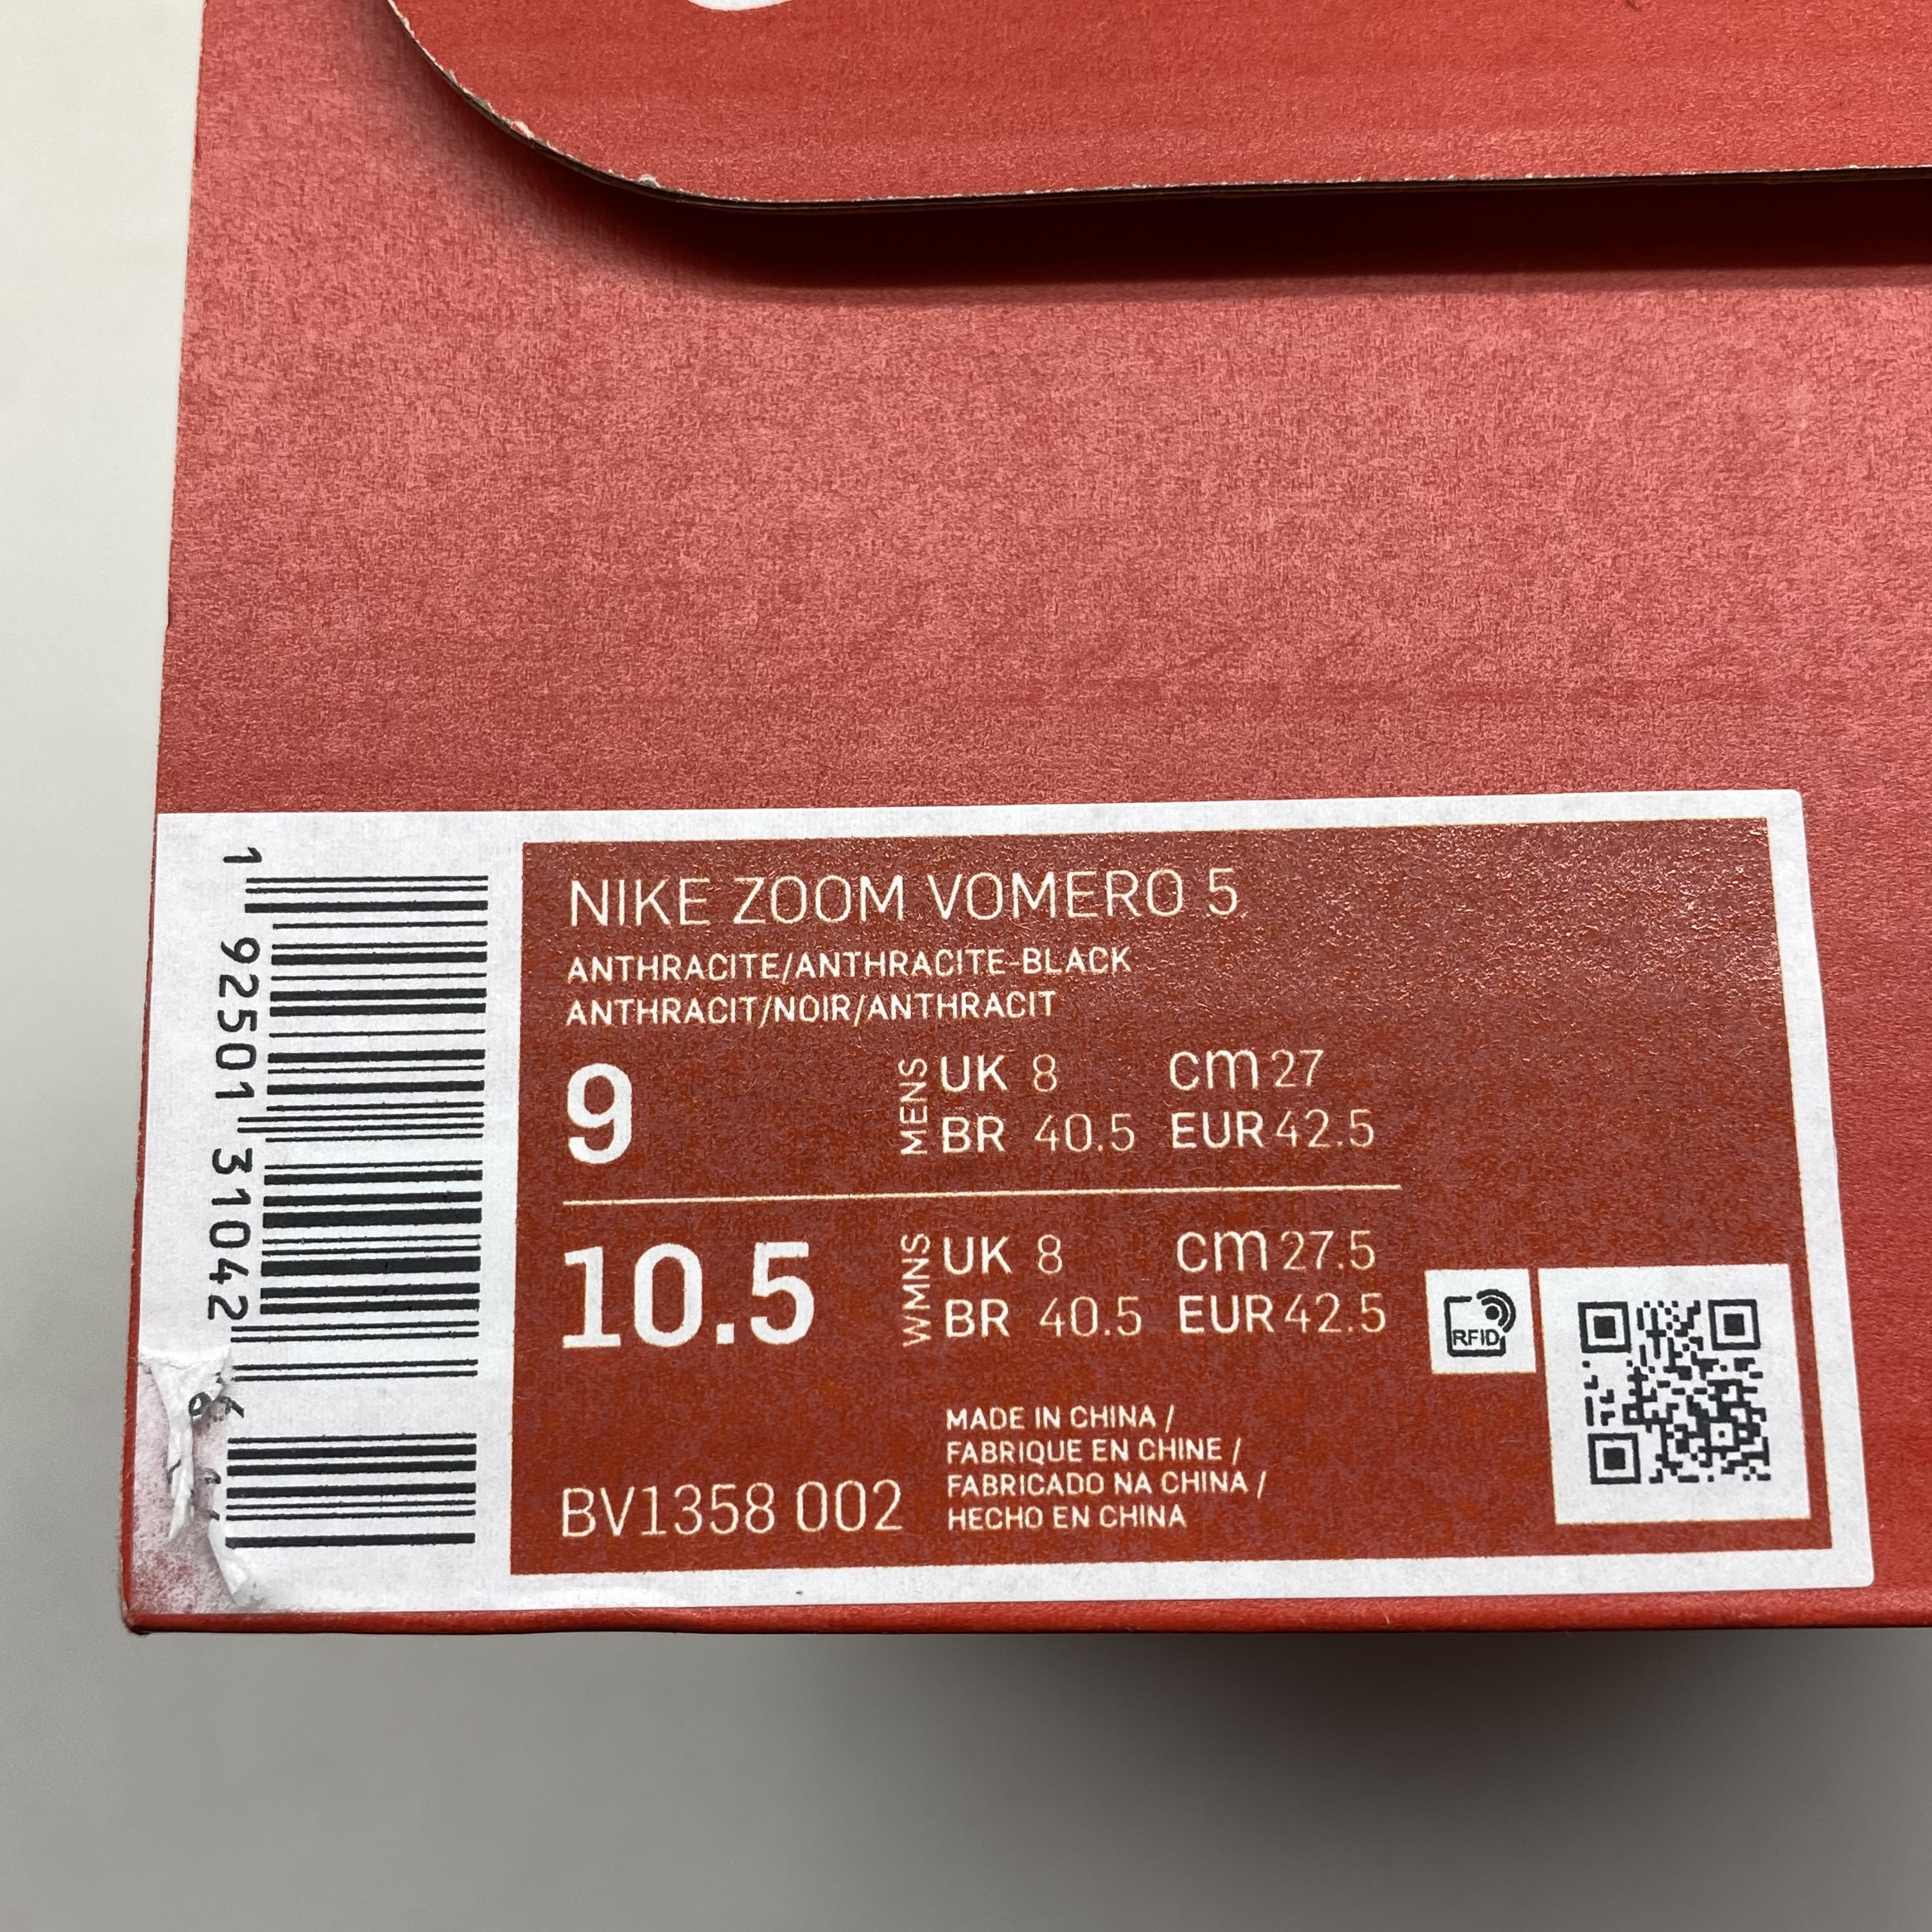 NIKE ZOOM VOMERO 5
ANTHRACITE/ANTHRACITE-BLACK
ANTHRACIT/NOIR/ANTHRACIT
9
MENS
UK 8 cm 27
BR 40.5 EUR 42.5
10.5
WMNS
UK 8 cm 27.5
BR 40.5 EUR 42.5
RFID
MADE IN CHINA /
FABRIQUE EN CHINE /
FABRICADO NA CHINA /
HECHO EN CHINA
BV1358 002
1 92501 31042